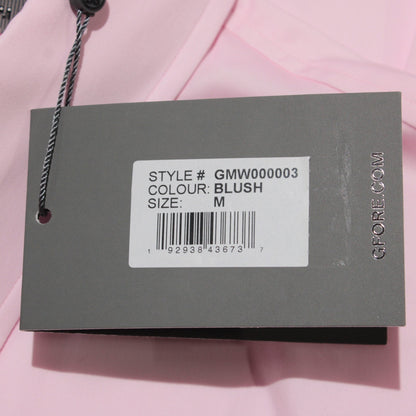 STYLE # GMW000003
COLOUR: BLUSH
SIZE: M
1 92938 43673 7
GFORE.COM